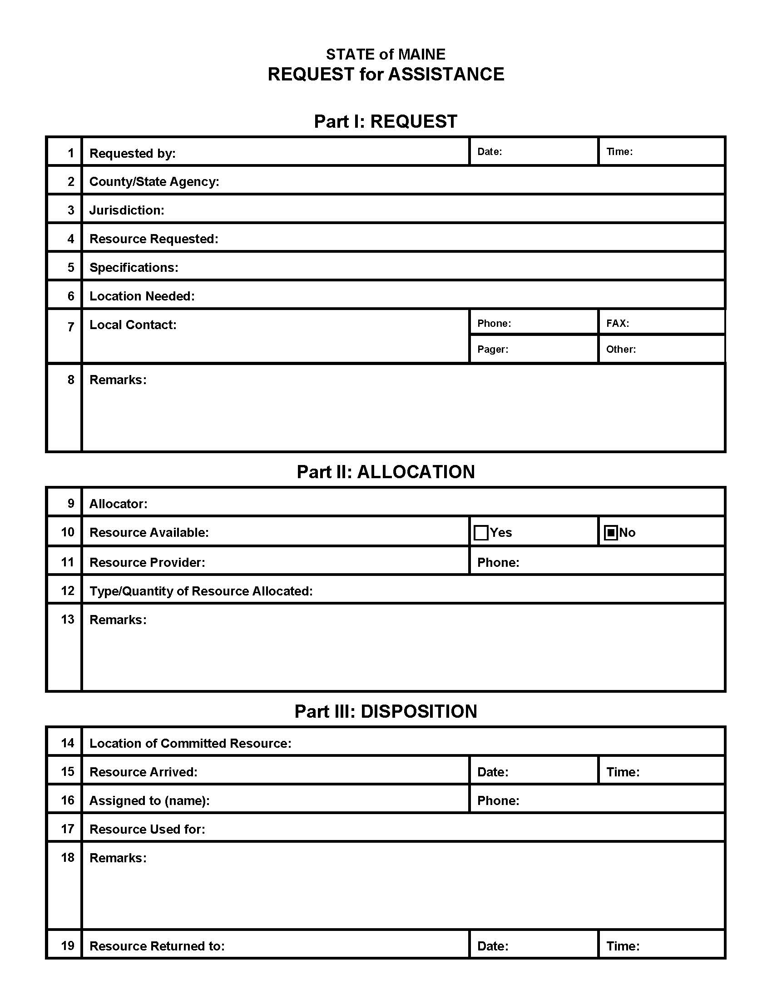 STATE of MAINE
REQUEST for ASSISTANCE
Part I: REQUEST
1 Requested by: Date: Time:
2 County/State Agency:
3 Jurisdiction:
4 Resource Requested:
5 Specifications:
6 Location Needed:
7 Local Contact: Phone: FAX:
Pager: Other:
8 Remarks:
Part II: ALLOCATION
9 Allocator:
10 Resource Available: Yes No
11 Resource Provider: Phone:
12 Type/Quantity of Resource Allocated:
13 Remarks:
Part III: DISPOSITION
14 Location of Committed Resource:
15 Resource Arrived: Date: Time:
16 Assigned to (name): Phone:
17 Resource Used for:
18 Remarks:
19 Resource Returned to: Date: Time: